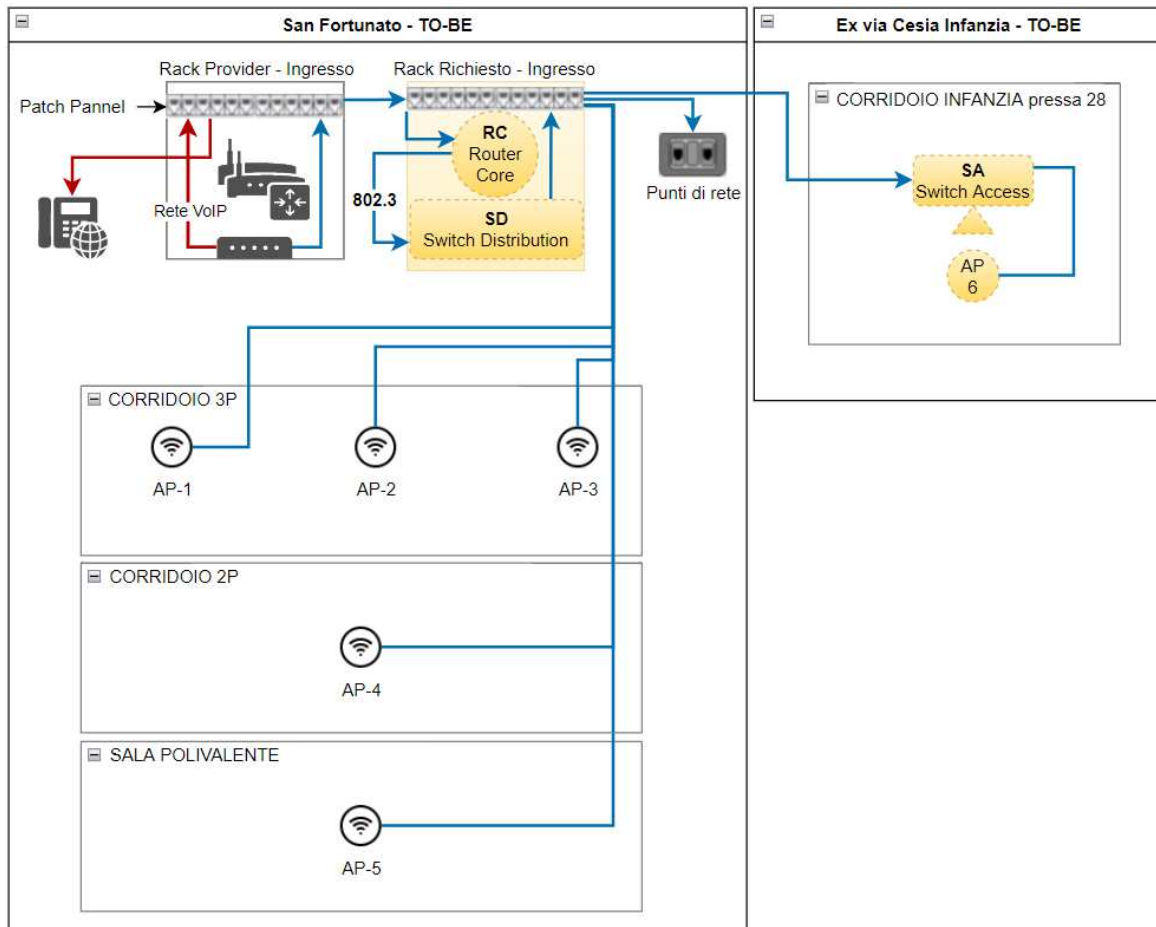 San Fortunato - TO-BE
Ex via Cesia Infanzia - TO-BE
Rack Provider - Ingresso
Rack Richiesto - Ingresso
Patch Pannel
CORRIDOIO INFANZIA pressa 28
RC
Router
Core
Punti di rete
SA
Switch Access
802.3
Rete VoIP
SD
Switch Distribution
AP
6
CORRIDOIO 3P
AP-1
AP-2
AP-3
CORRIDOIO 2P
AP-4
SALA POLIVALENTE
AP-5